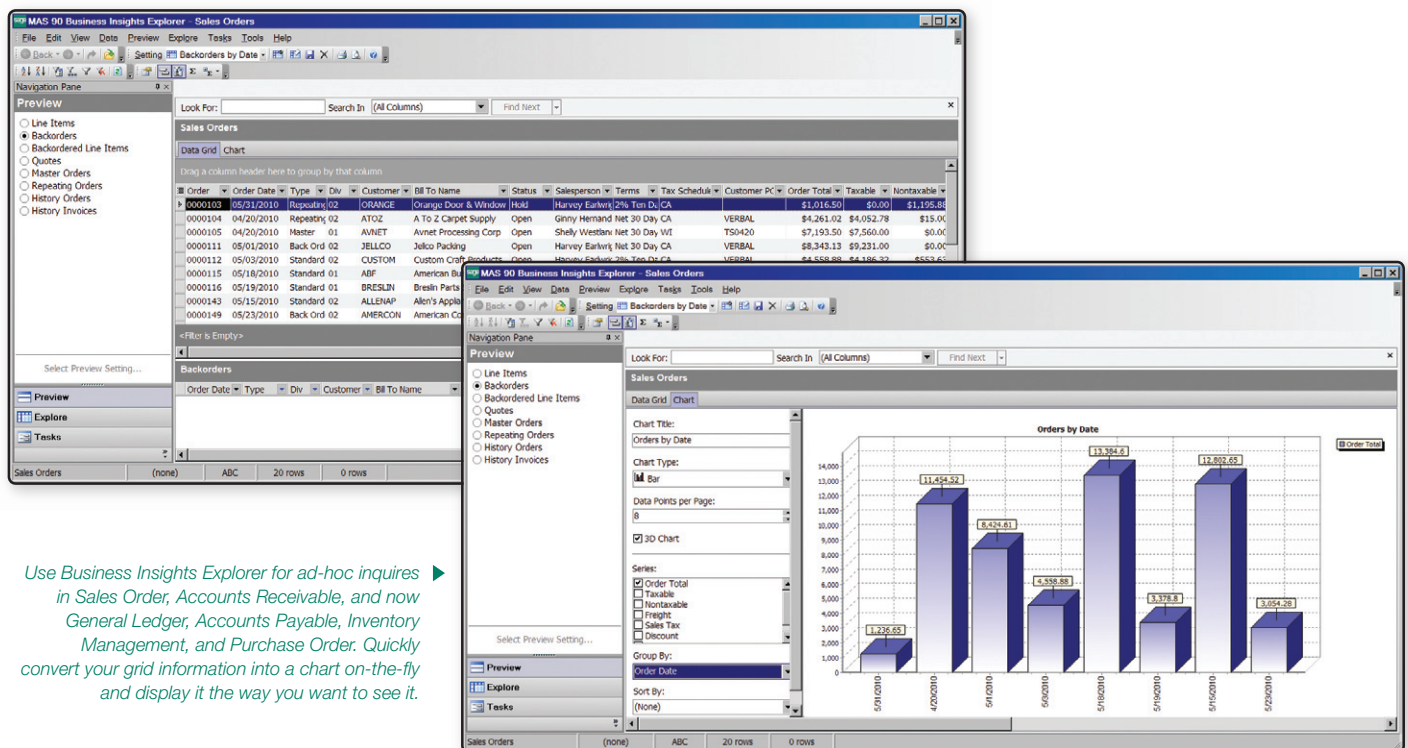 MAS 90 Business Insights Explorer - Sales Orders
File Edit View Data Preview Explore Tasks Tools Help
Back Setting Backorders by Date
Navigation Pane
Preview
Line Items
Backorders
Backordered Line Items
Quotes
Master Orders
Repeating Orders
History Orders
History Invoices
Select Preview Setting...
Preview
Explore
Tasks
Look For: Search In (All Columns) Find Next
Sales Orders
Data Grid Chart
Drag a column header here to group by that column
Order Order Date Type Div Customer Bill To Name Status Salesperson Terms Tax Schedule Customer PO Order Total Taxable Nontaxable
0000103 05/31/2010 Repeating 02 ORANGE Orange Door & Window Hold Harvey Earlwri 2% Ten Da CA $1,016.50 $0.00 $1,195.88
0000104 04/20/2010 Repeating 02 ATOZ A To Z Carpet Supply Open Ginny Hernand Net 30 Day CA VERBAL $4,261.02 $4,052.78 $15.00
0000105 04/20/2010 Master 01 AVNET Avnet Processing Corp Open Shelly Westlan Net 30 Day WI TS0420 $7,193.50 $7,560.00 $0.00
0000111 05/01/2010 Back Ord 02 JELLCO Jelco Packing Open Harvey Earlwri Net 30 Day CA VERBAL $8,343.13 $9,231.00 $0.00
0000112 05/03/2010 Standard 02 CUSTOM Custom Craft Products Open Harvey Earlwri 2% Ten Da CA VERBAL $4,558.88 $4,186.32 $553.63
0000115 05/18/2010 Standard 01 ABF American Bu
0000116 05/19/2010 Standard 01 BRESLIN Breslin Parts
0000143 05/15/2010 Standard 02 ALLENAP Allen's Applia
0000149 05/23/2010 Back Ord 02 AMERCON American Co
<Filter is Empty>
Backorders
Order Date Type Div Customer Bill To Name
Sales Orders (none) ABC 20 rows 0 rows
Use Business Insights Explorer for ad-hoc inquires
in Sales Order, Accounts Receivable, and now
General Ledger, Accounts Payable, Inventory
Management, and Purchase Order. Quickly
convert your grid information into a chart on-the-fly
and display it the way you want to see it.
MAS 90 Business Insights Explorer - Sales Orders
File Edit View Data Preview Explore Tasks Tools Help
Back Setting Backorders by Date
Navigation Pane
Preview
Line Items
Backorders
Backordered Line Items
Quotes
Master Orders
Repeating Orders
History Orders
History Invoices
Select Preview Setting...
Preview
Explore
Tasks
Look For: Search In (All Columns) Find Next
Sales Orders
Data Grid Chart
Chart Title:
Orders by Date
Chart Type:
Bar
Data Points per Page:
8
3D Chart
Series:
Order Total
Taxable
Nontaxable
Freight
Sales Tax
Discount
Group By:
Order Date
Sort By:
(None)
Orders by Date
Order Total
14,000
13,000
12,000
11,000
10,000
9,000
8,000
7,000
6,000
5,000
4,000
3,000
2,000
1,000
0
1,236.65
11,454.52
8,424.61
4,558.88
13,384.6
3,378.8
12,802.65
3,054.28
5/31/2010
4/20/2010
5/1/2010
5/3/2010
5/18/2010
5/19/2010
5/15/2010
5/23/2010
Sales Orders (none) ABC 20 rows 0 rows